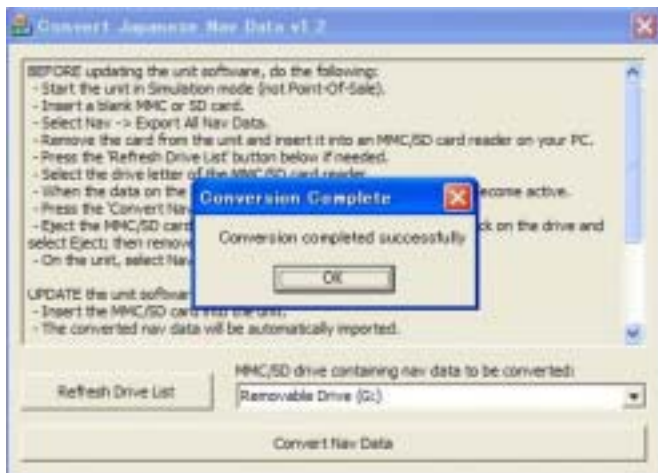 Convert Japanese Nav Data v1.2
BEFORE updating the unit software, do the following:
- Start the unit in Simulation mode (not Point-Of-Sale).
- Insert a blank MMC or SD card.
- Select Nav -> Export All Nav Data.
- Remove the card from the unit and insert it into an MMC/SD card reader on your PC.
- Press the 'Refresh Drive List' button below if needed.
- Select the drive letter of the MMC/SD card reader.
- When the data on the become active.
- Press the 'Convert Nav
- Eject the MMC/SD card click on the drive and
select Eject; then remove
- On the unit, select Nav
Conversion Complete
Conversion completed successfully
OK
UPDATE the unit software
- Insert the MMC/SD card into the unit.
- The converted nav data will be automatically imported.
Refresh Drive List
MMC/SD drive containing nav data to be converted:
Removable Drive (G:)
Convert Nav Data